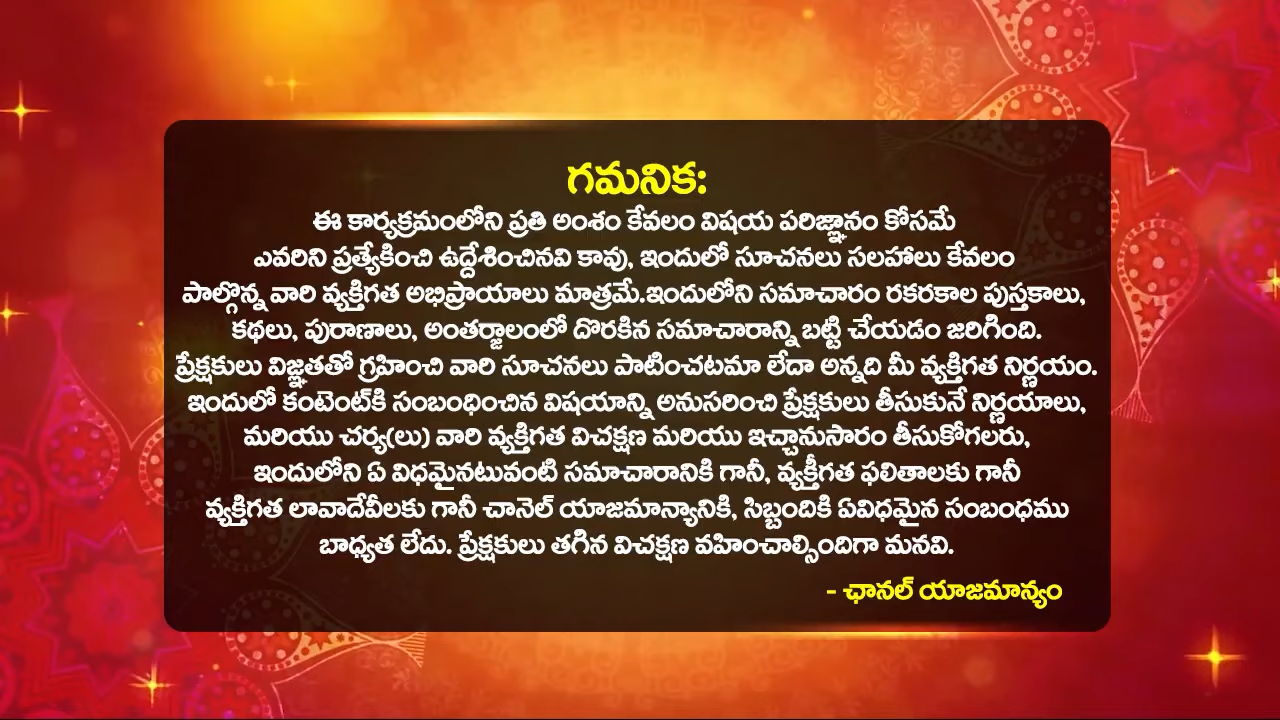 గమనిక:
ఈ కార్యక్రమంలోని ప్రతి అంశం కేవలం విషయ పరిజ్ఞానం కోసమే
ఎవరిని ప్రత్యేకించి ఉద్దేశించినవి కావు, ఇందులో సూచనలు సలహాలు కేవలం
పాల్గొన్న వారి వ్యక్తిగత అభిప్రాయాలు మాత్రమే.ఇందులోని సమాచారం రకరకాల పుస్తకాలు,
కథలు, పురాణాలు, అంతర్జాలంలో దొరకిన సమాచారాన్ని బట్టి చేయడం జరిగింది.
ప్రేక్షకులు విజ్ఞతతో గ్రహించి వారి సూచనలు పాటించటమా లేదా అన్నది మీ వ్యక్తిగత నిర్ణయం.
ఇందులో కంటెంట్‌కి సంబంధించిన విషయాన్ని అనుసరించి ప్రేక్షకులు తీసుకునే నిర్ణయాలు,
మరియు చర్య(లు) వారి వ్యక్తిగత విచక్షణ మరియు ఇచ్చానుసారం తీసుకోగలరు,
ఇందులోని ఏ విధమైనటువంటి సమాచారానికి గానీ, వ్యక్తీగత ఫలితాలకు గానీ
వ్యక్తిగత లావాదేవీలకు గానీ చానెల్ యాజమాన్యానికి, సిబ్బందికి ఏవిధమైన సంబంధము
బాధ్యత లేదు. ప్రేక్షకులు తగిన విచక్షణ వహించాల్సిందిగా మనవి.
- ఛానల్ యాజమాన్యం